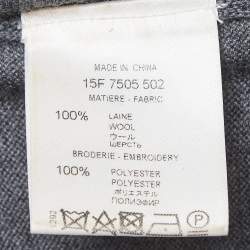 MADE IN CHINA
15F 7505 502
MATIERE - FABRIC
100% LAINE
WOOL
ウール
ШЕРСТЬ
BRODERIE - EMBROIDERY
100% POLYESTER
POLYESTER
ポリエステル
ПОЛИЭФИР
292
P